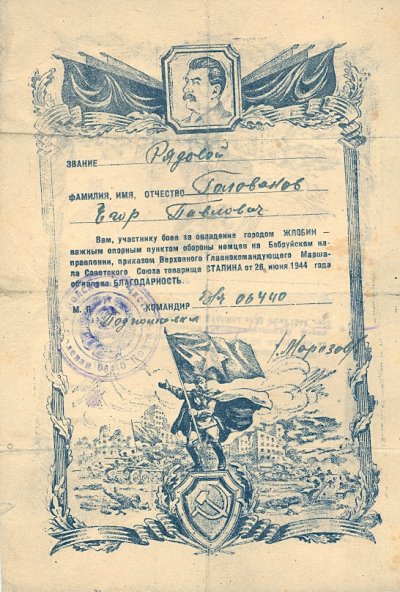 ЗВАНИЕ Рядовой
ФАМИЛИЯ, ИМЯ, ОТЧЕСТВО Голованов
Егор Павлович
Вам, участнику боев за овладение городом ЖЛОБИН –
важным опорным пунктом обороны немцев на Бобруйском на-
правлении, приказом Верховного Главнокомандующего Марша-
ла Советского Союза товарища СТАЛИНА от 26 июня 1944 года
объявлена БЛАГОДАРНОСТЬ.
М. П. КОМАНДИР в/ч 06440
Подполковник
Морозов